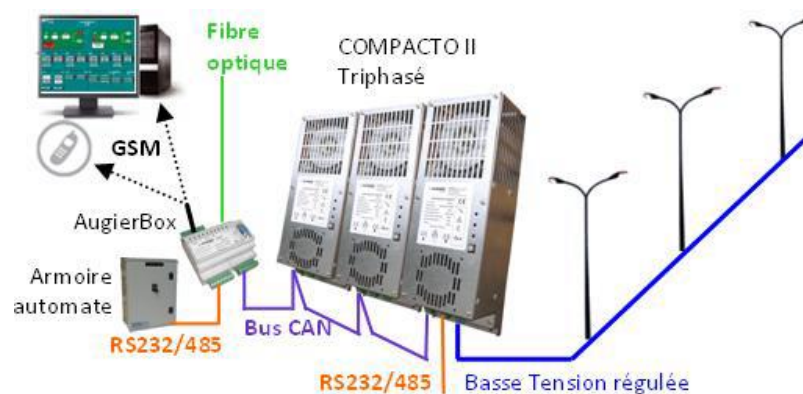 Fibre
optique
COMPACTO II
Triphasé
GSM
AugierBox
Armoire
automate
Bus CAN
RS232/485
RS232/485
Basse Tension régulée